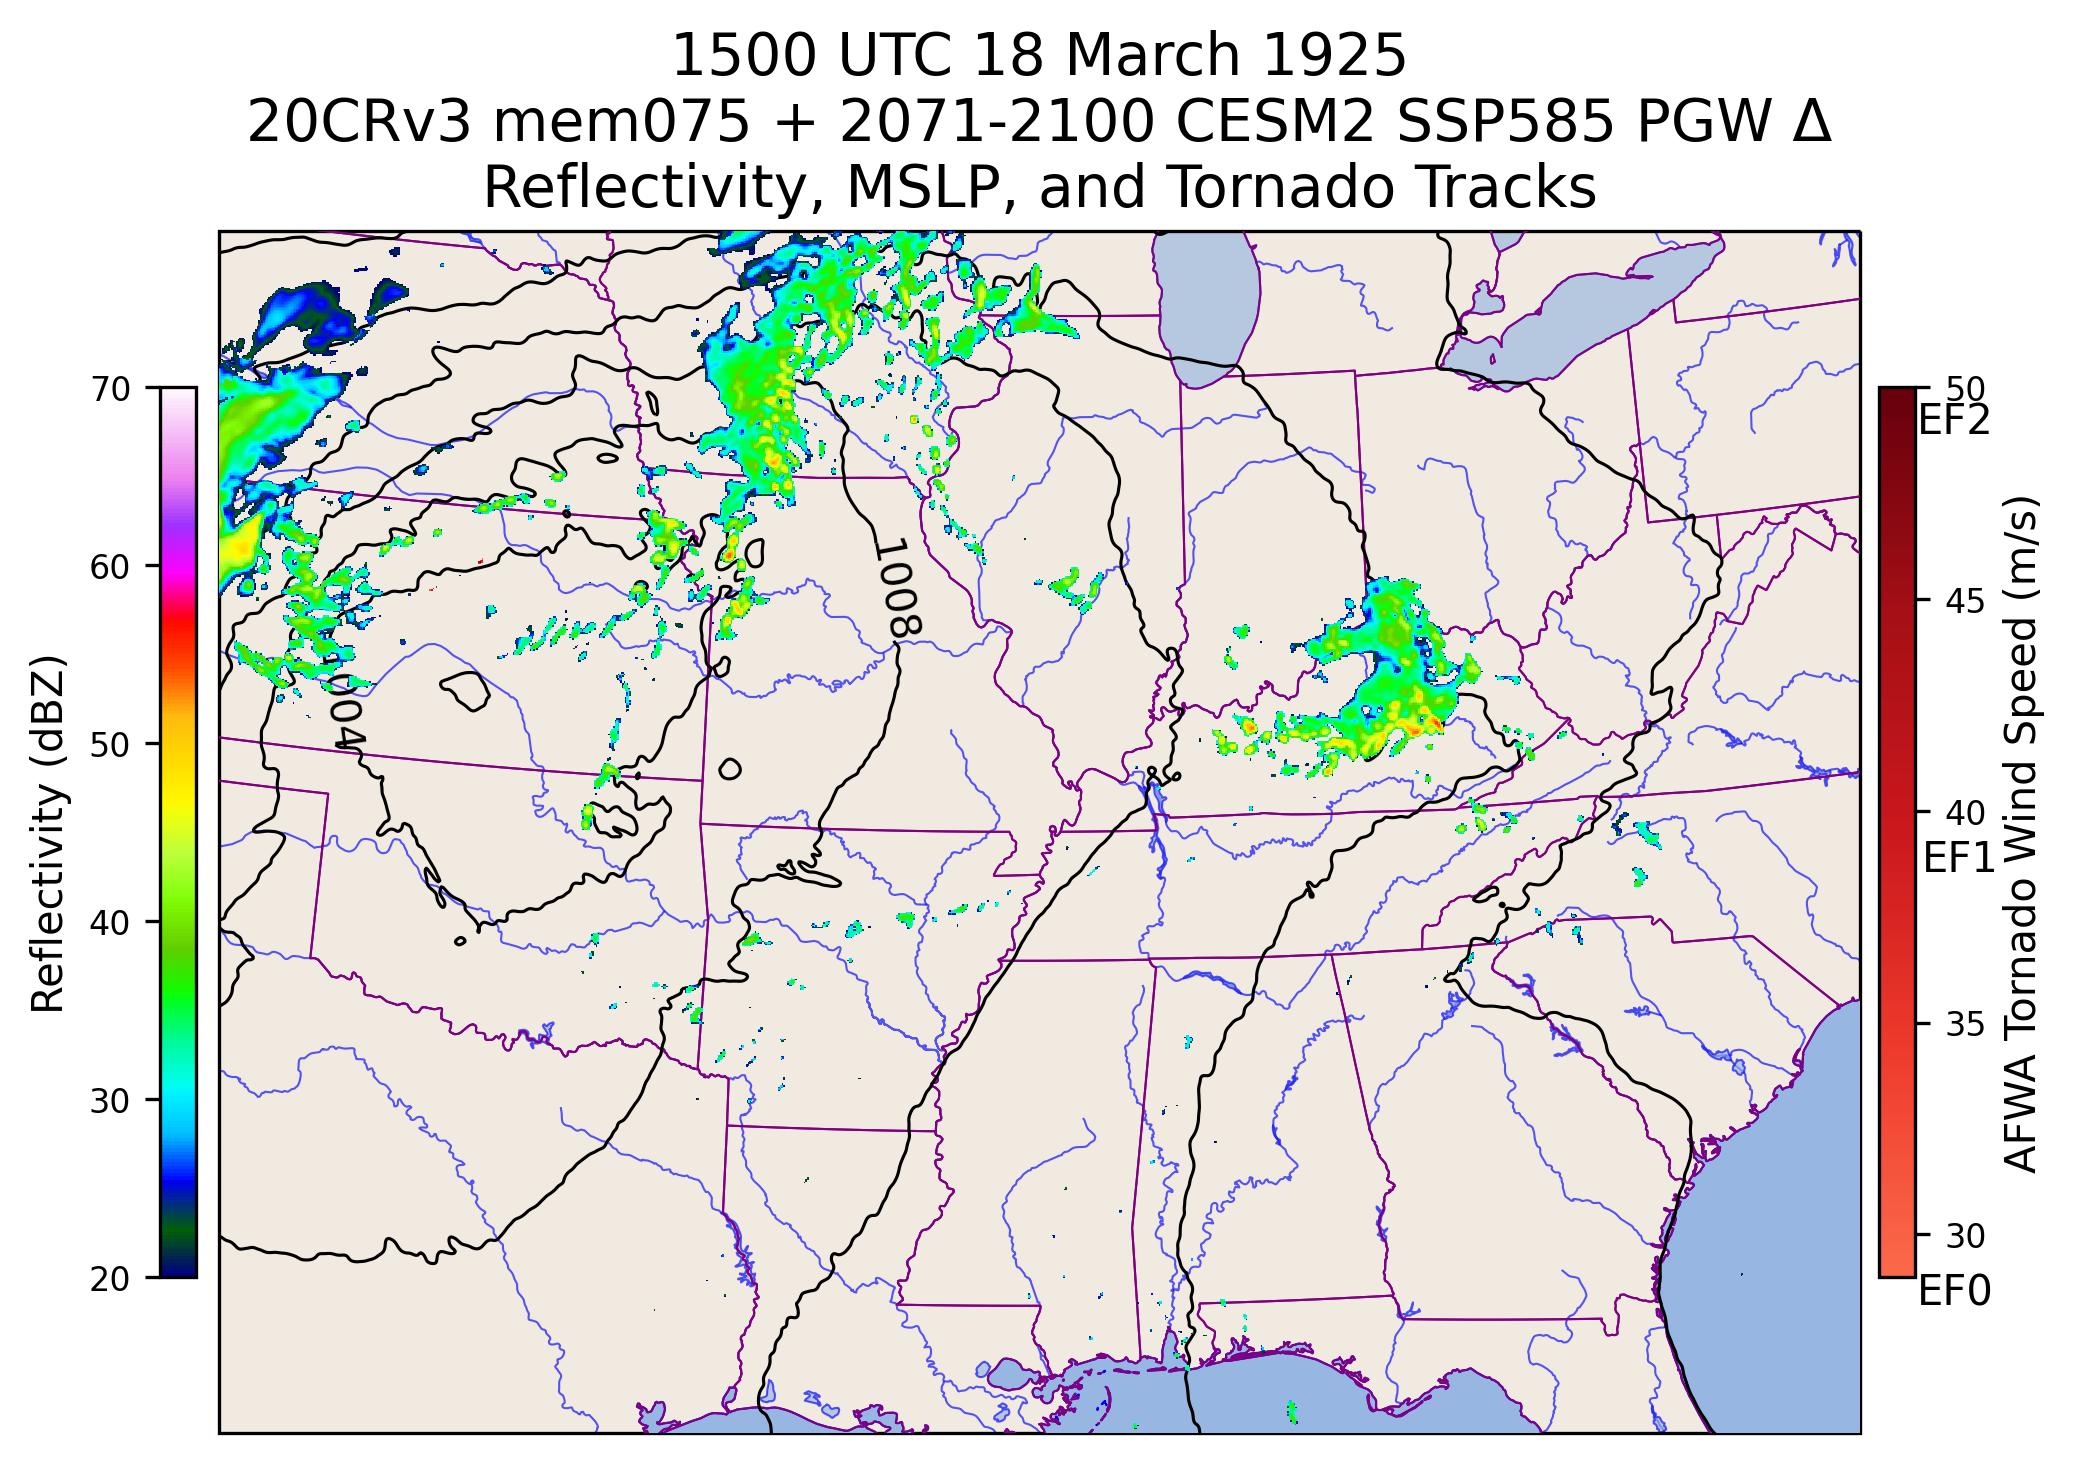 1500 UTC 18 March 1925
20CRv3 mem075 + 2071-2100 CESM2 SSP585 PGW Δ
Reflectivity, MSLP, and Tornado Tracks
Reflectivity (dBZ)
70
60
50
40
30
20
1008
1004
50
EF2
45
40
EF1
35
30
EF0
AFWA Tornado Wind Speed (m/s)